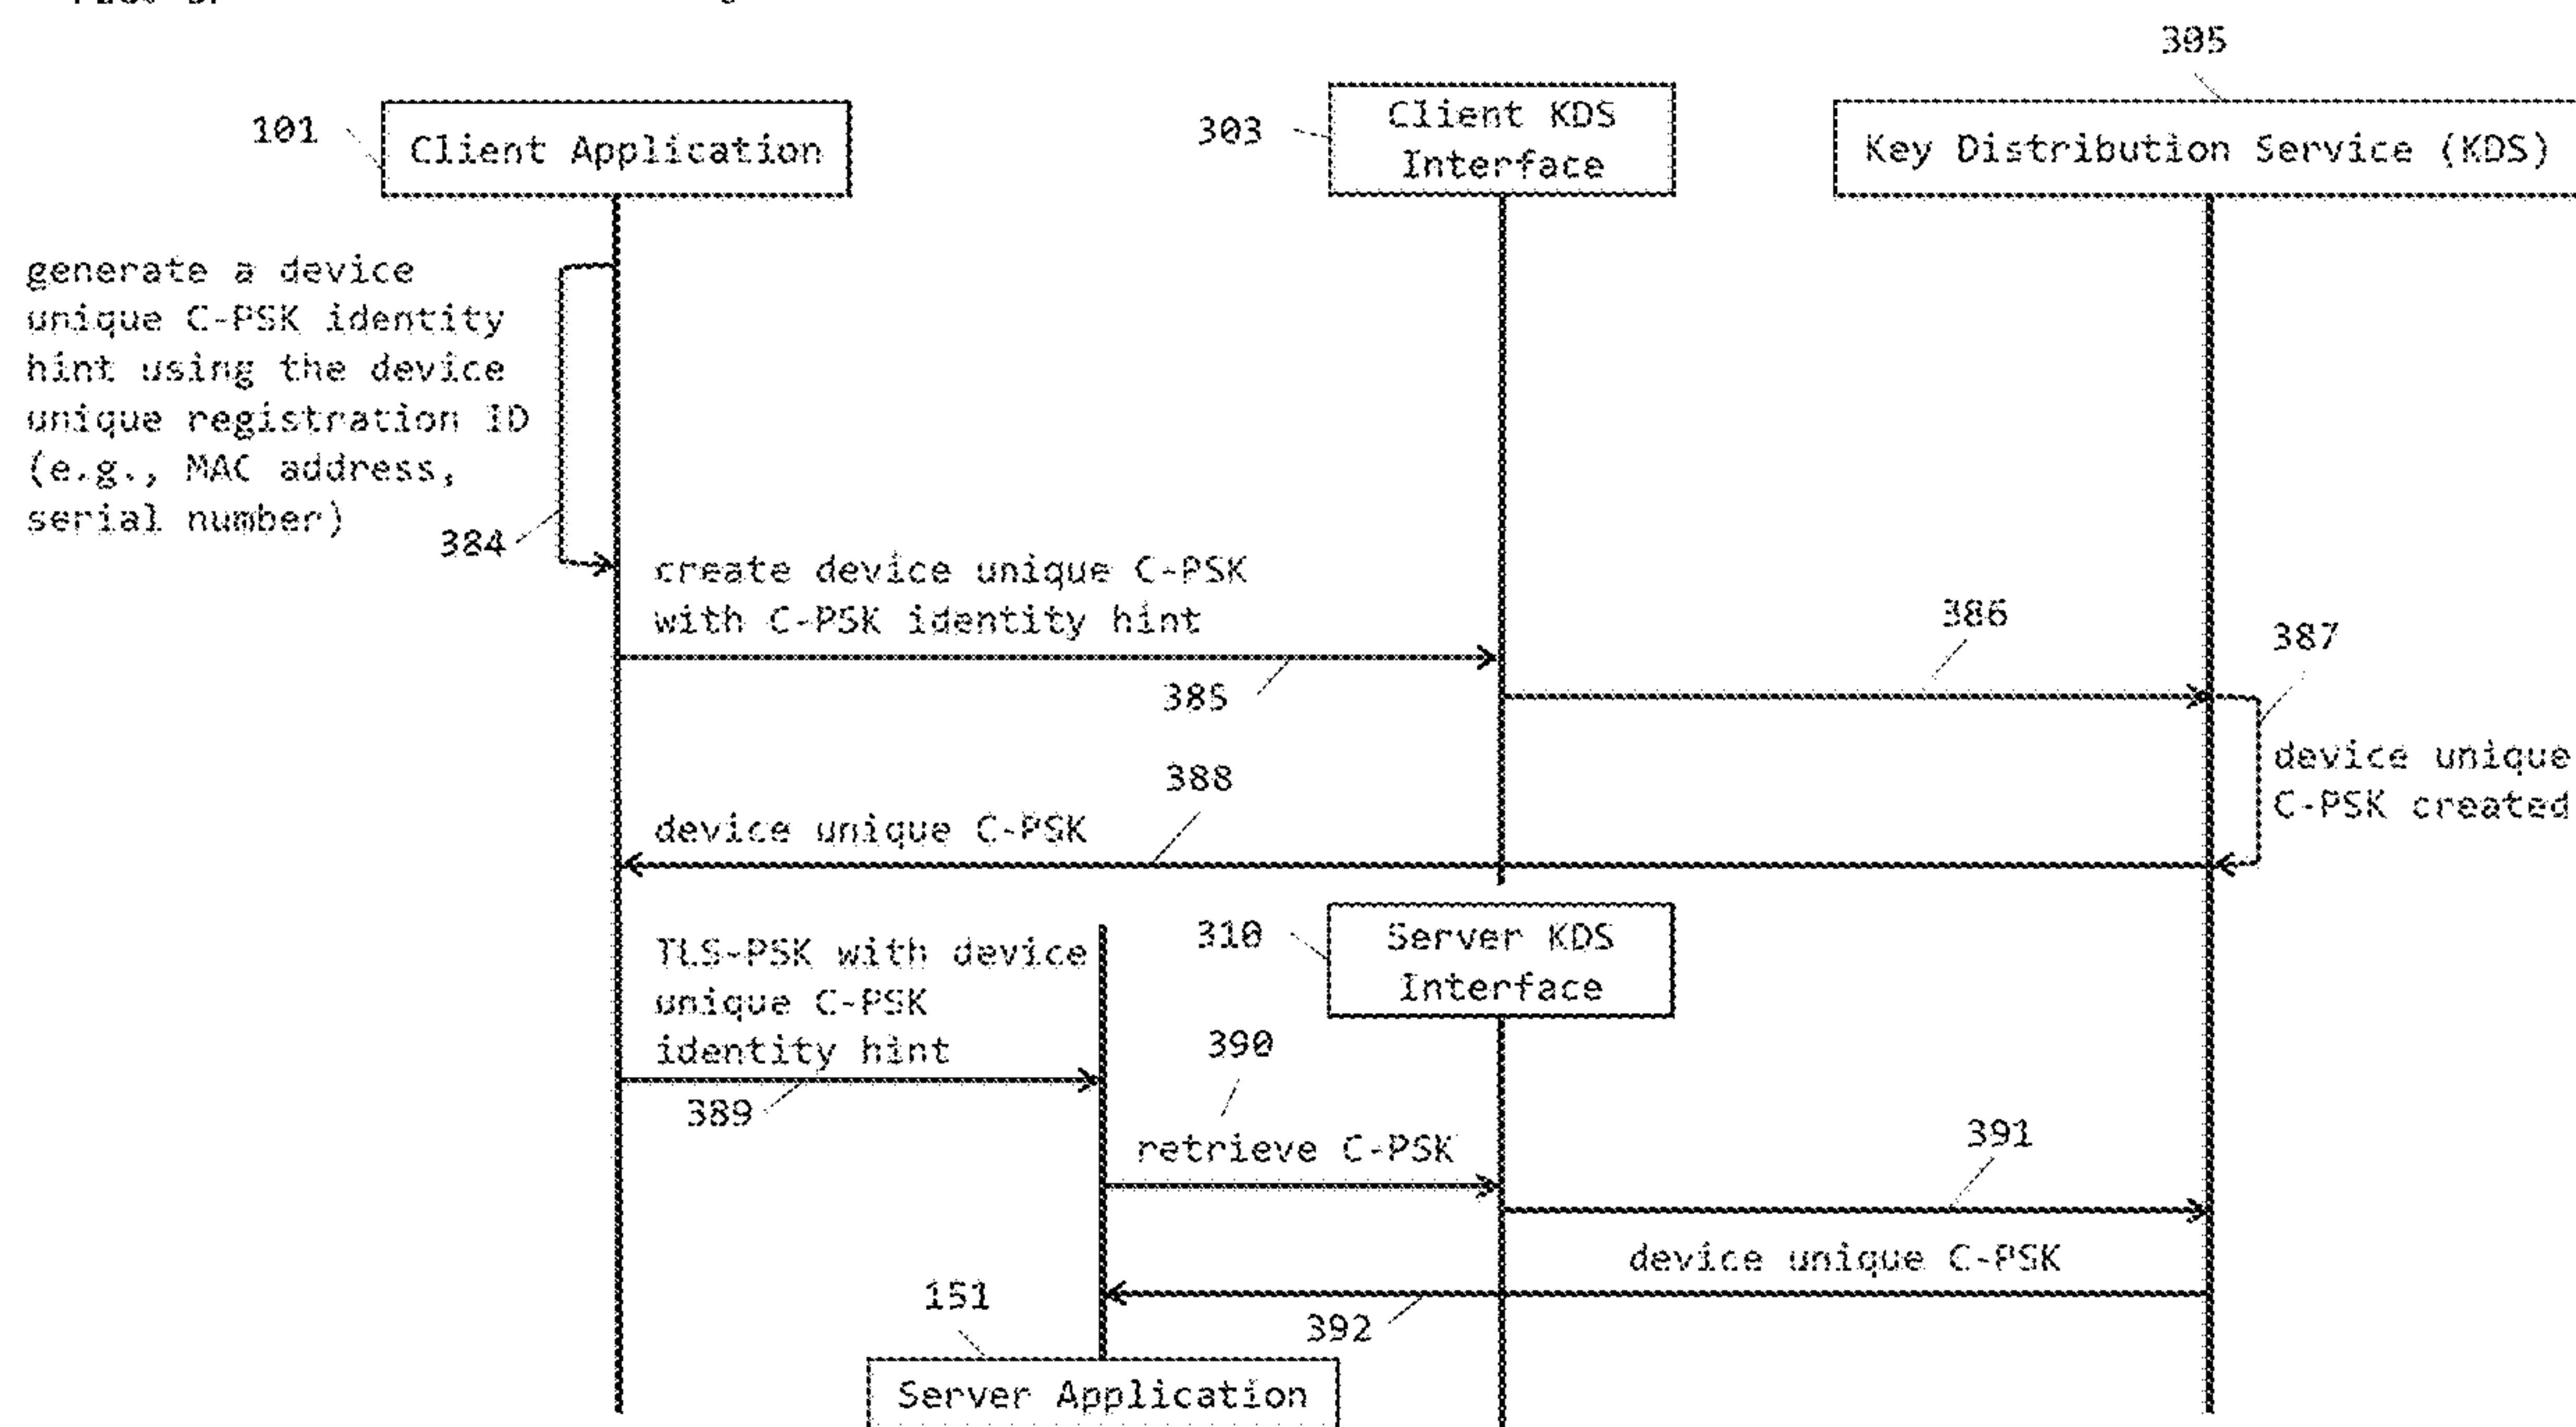 305
101
Client Application
303
Client KDS
Interface
Key Distribution Service (KDS)
generate a device
unique C-PSK identity
hint using the device
unique registration ID
(e.g., MAC address,
serial number)
384
create device unique C-PSK
with C-PSK identity hint
385
386
387
device unique
C-PSK created
388
device unique C-PSK
310
Server KDS
Interface
TLS-PSK with device
unique C-PSK
identity hint
389
390
retrieve C-PSK
391
device unique C-PSK
392
151
Server Application